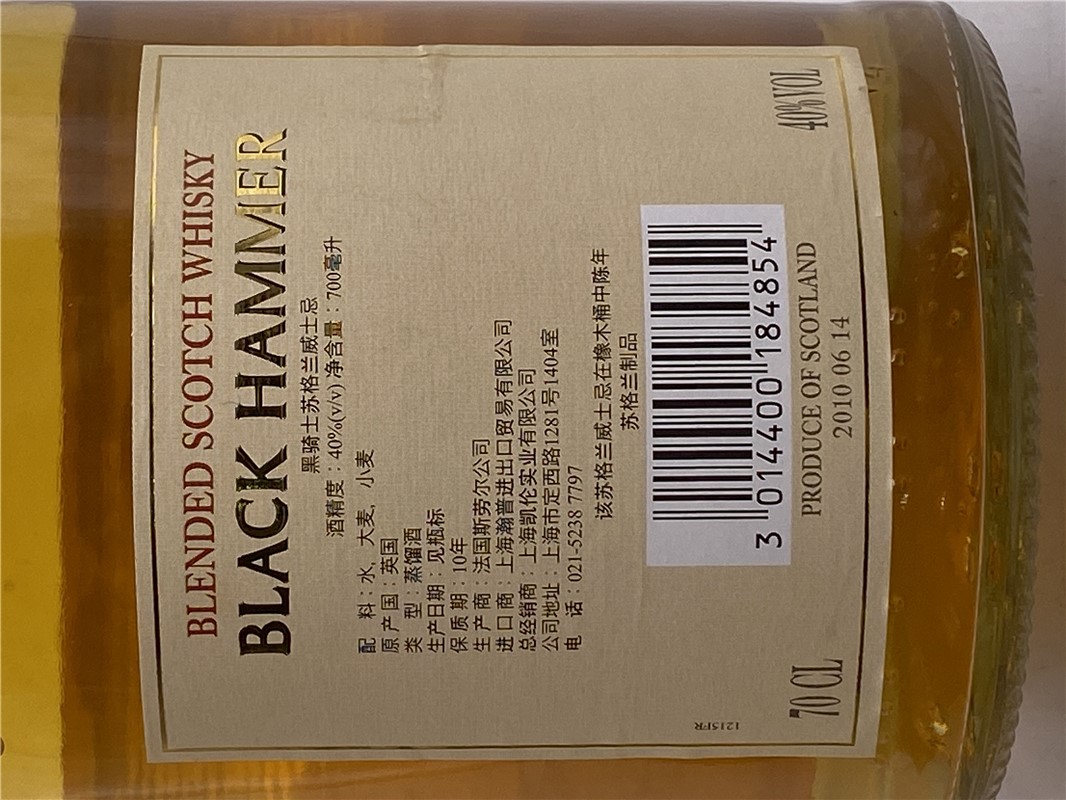 BLENDED SCOTCH WHISKY
BLACK HAMMER
黑骑士苏格兰威士忌
酒精度：40%(v/v) 净含量：700毫升
配 料：水，大麦，小麦
原 产 国：英国
类 型：蒸馏酒
生产日期：见瓶标
保 质 期：10年
生 产 商：法国斯劳尔公司
进 口 商：上海瀚普进出口贸易有限公司
总经销商：上海凯伦实业有限公司
公司地址：上海市定西路1281号1404室
电 话：021-5238 7797
该苏格兰威士忌在橡木桶中陈年
苏格兰制品
3 014400 184854
70 CL
PRODUCE OF SCOTLAND
40%VOL
2010 06 14